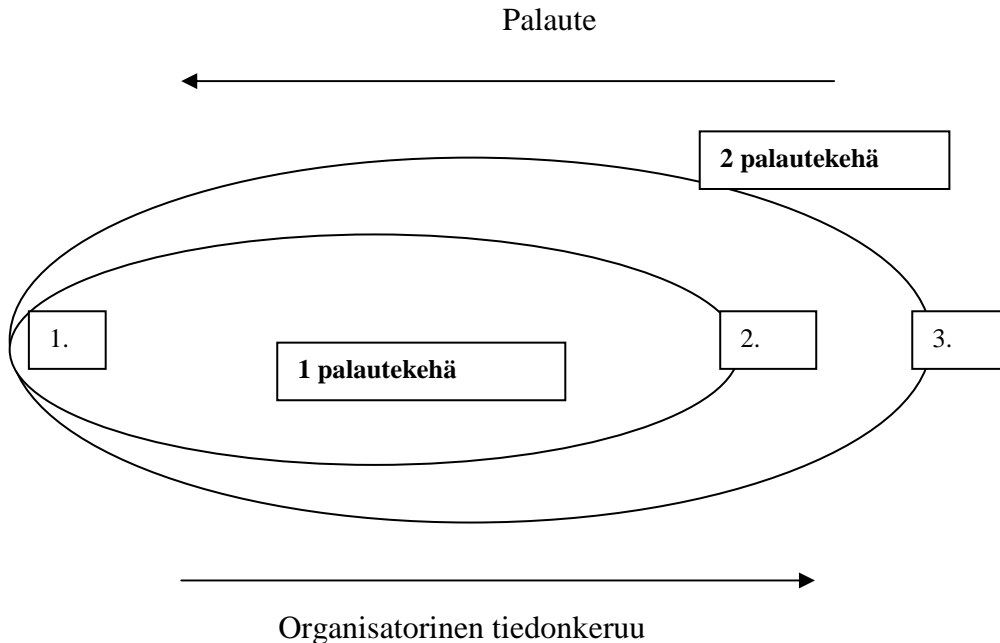 Palaute
2 palautekehä
1.
2.
3.
1 palautekehä
Organisatorinen tiedonkeruu